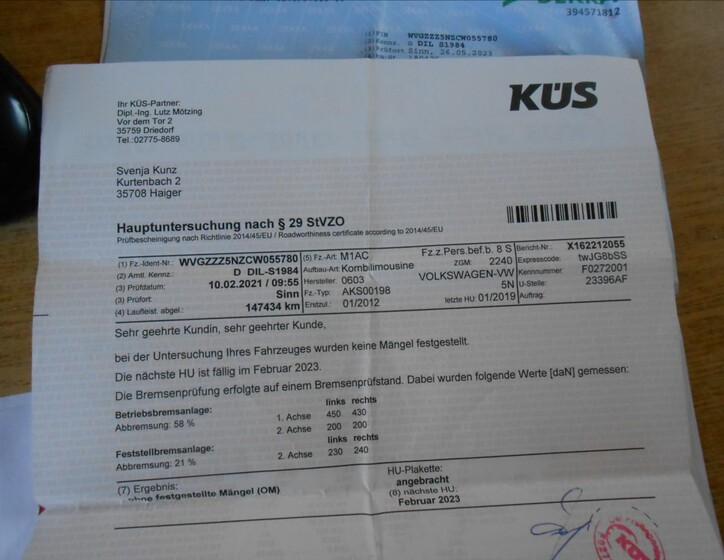 DEKRA
394571812
(1) FIN WVGZZZ5NZCW055780
(2) Kennz. D DIL S1984
(3) Prüfort Sinn, 26.05.2023
KÜS
Ihr KÜS-Partner:
Dipl.-Ing. Lutz Mötzing
Vor dem Tor 2
35759 Driedorf
Tel.:02775-8689
Svenja Kunz
Kurtenbach 2
35708 Haiger
Hauptuntersuchung nach § 29 StVZO
Prüfbescheinigung nach Richtlinie 2014/45/EU / Roadworthiness certificate according to 2014/45/EU
(1) Fz.-Ident-Nr.: WVGZZZ5NZCW055780 (5) Fz.-Art: M1AC Fz.z.Pers.bef.b. 8 S Bericht-Nr.: X162212055
(2) Amtl. Kennz.: D DIL-S1984 Aufbau-Art: Kombilimousine ZGM: 2240 Expresscode: twJG8bSS
(3) Prüfdatum: 10.02.2021 / 09:55 Hersteller: 0603 VOLKSWAGEN-VW Kennnummer: F0272001
(3) Prüfort: Sinn Fz.-Typ: AKS00198 5N U-Stelle: 23396AF
(4) Laufleist. abgel.: 147434 km Erstzul.: 01/2012 letzte HU: 01/2019 Auftrag:
Sehr geehrte Kundin, sehr geehrter Kunde,
bei der Untersuchung Ihres Fahrzeuges wurden keine Mängel festgestellt.
Die nächste HU ist fällig im Februar 2023.
Die Bremsenprüfung erfolgte auf einem Bremsenprüfstand. Dabei wurden folgende Werte [daN] gemessen:
Betriebsbremsanlage: links rechts
Abbremsung: 58 % 1. Achse 450 430
2. Achse 200 200
Feststellbremsanlage: links rechts
Abbremsung: 21 % 2. Achse 230 240
(7) Ergebnis: HU-Plakette:
ohne festgestellte Mängel (OM) angebracht
(8) nächste HU:
Februar 2023